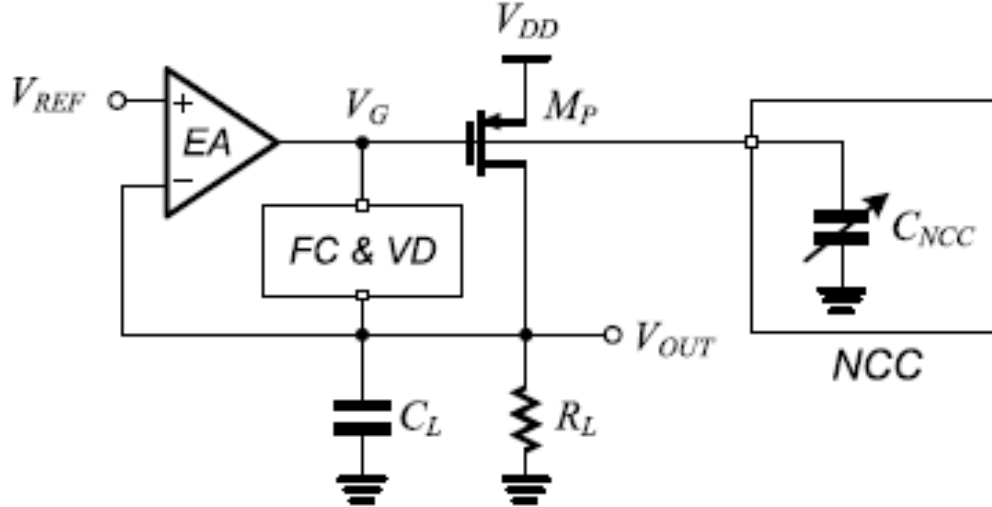 V_DD
V_REF
+
EA
−
V_G
M_P
FC & VD
C_NCC
V_OUT
NCC
C_L
R_L